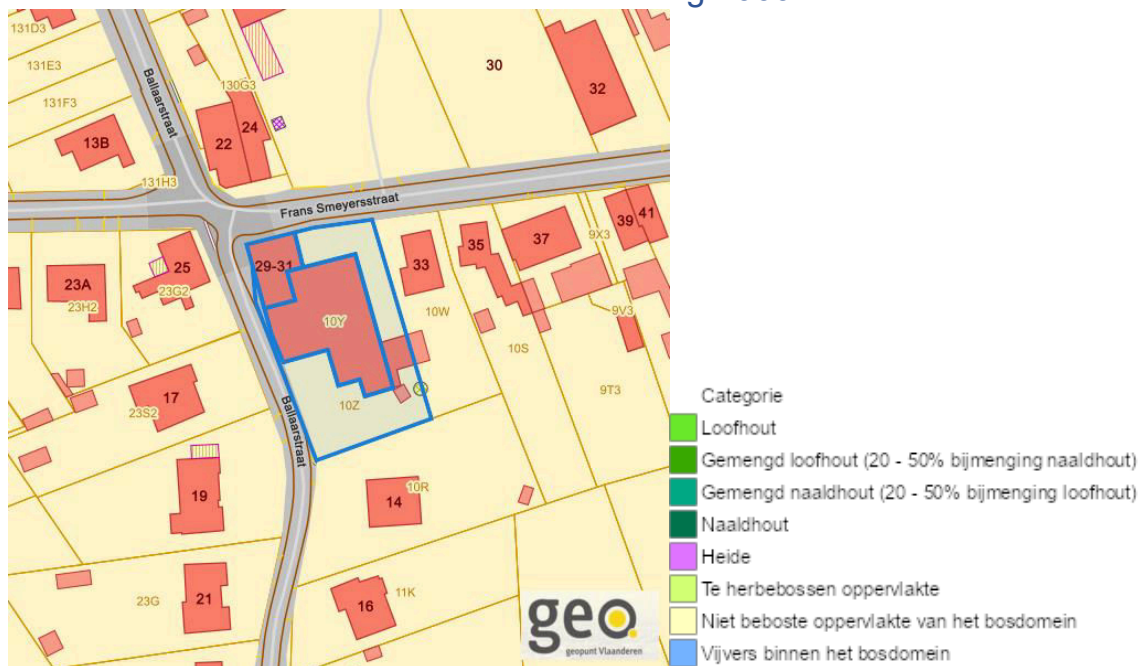 131D3
131E3
131F3
13B
131H3
Ballaarstraat
130G3
22
24
30
32
Frans Smeyersstraat
29-31
33
35
37
9X3
39
41
23A
23H2
25
23G2
10Y
10W
10S
9V3
9T3
17
23S2
10Z
Ballaarstraat
19
14
10R
23G
21
16
11K
geo
geopunt Vlaanderen
Categorie
Loofhout
Gemengd loofhout (20 - 50% bijmenging naaldhout)
Gemengd naaldhout (20 - 50% bijmenging loofhout)
Naaldhout
Heide
Te herbebossen oppervlakte
Niet beboste oppervlakte van het bosdomein
Vijvers binnen het bosdomein